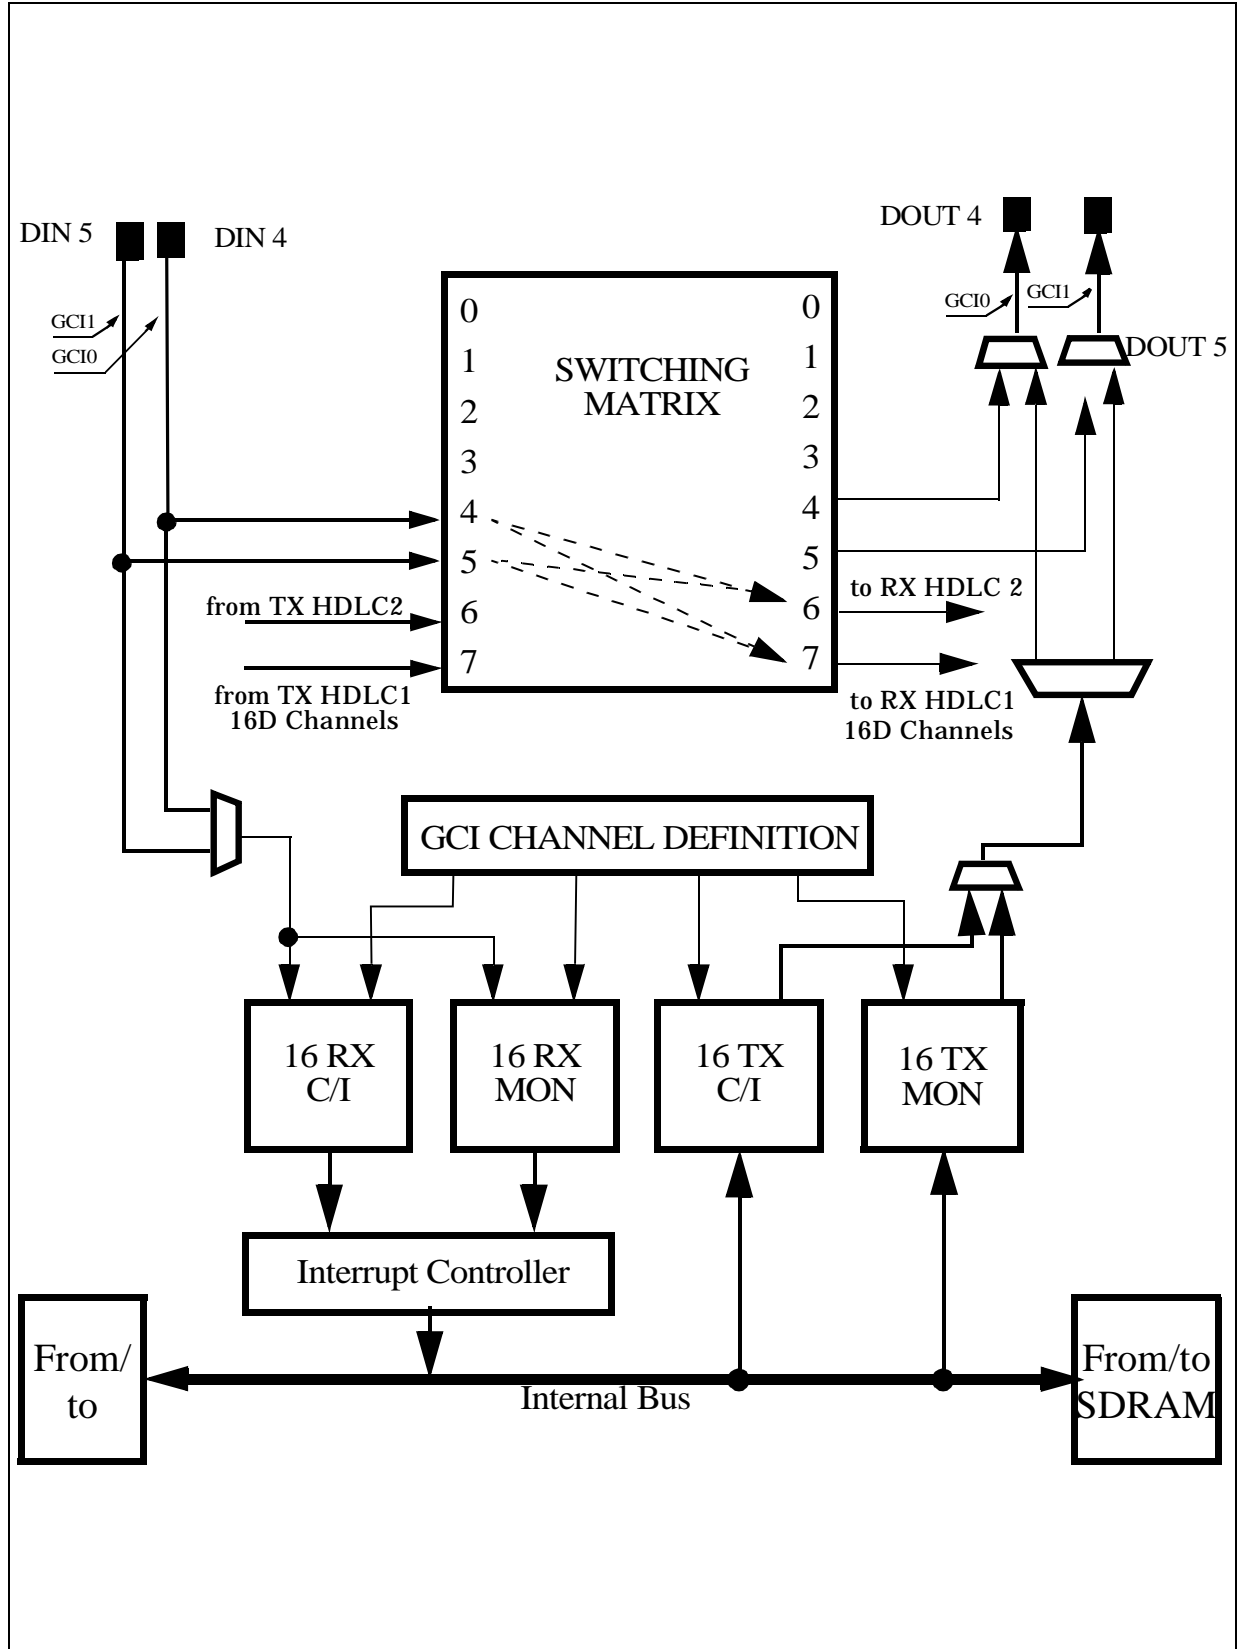 DIN 5
DIN 4
DOUT 4
GCI1
GCI0
GCI0
GCI1
DOUT 5
SWITCHING
MATRIX
0
1
2
3
4
5
6
7
0
1
2
3
4
5
6
7
from TX HDLC2
from TX HDLC1
16D Channels
to RX HDLC 2
to RX HDLC1
16D Channels
GCI CHANNEL DEFINITION
16 RX
C/I
16 RX
MON
16 TX
C/I
16 TX
MON
Interrupt Controller
From/
to
Internal Bus
From/to
SDRAM